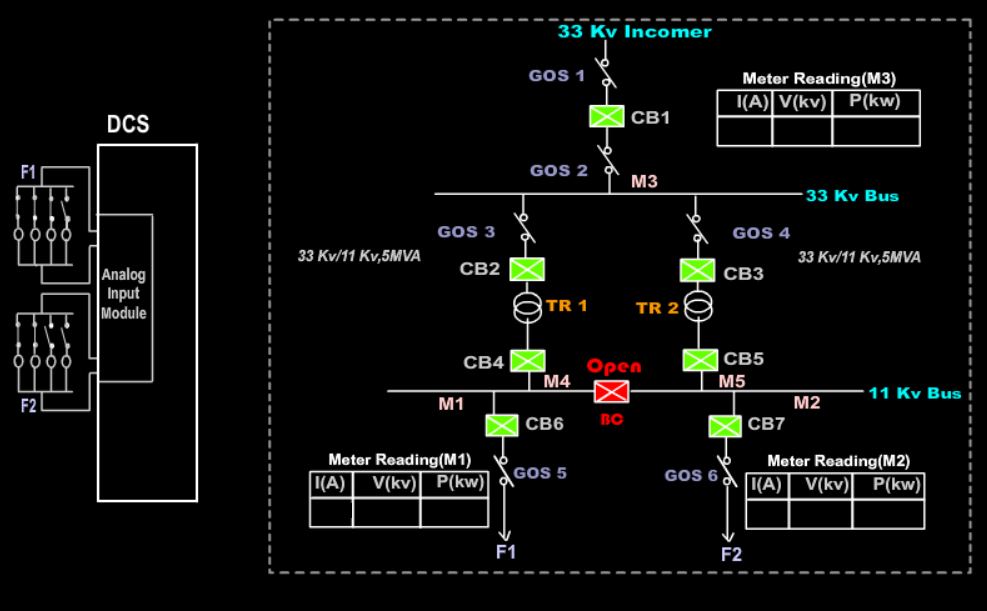 33 Kv Incomer
GOS 1
Meter Reading(M3)
I(A) V(kv) P(kw)
CB1
DCS
GOS 2
F1
M3
33 Kv Bus
GOS 3
GOS 4
33 Kv/11 Kv,5MVA
33 Kv/11 Kv,5MVA
CB2
CB3
Analog
Input
Module
TR 1
TR 2
CB4
Open
CB5
M4
M5
11 Kv Bus
M1
M2
F2
BC
CB6
CB7
Meter Reading(M1)
GOS 5
GOS 6
Meter Reading(M2)
I(A) V(kv) P(kw)
I(A) V(kv) P(kw)
F1
F2